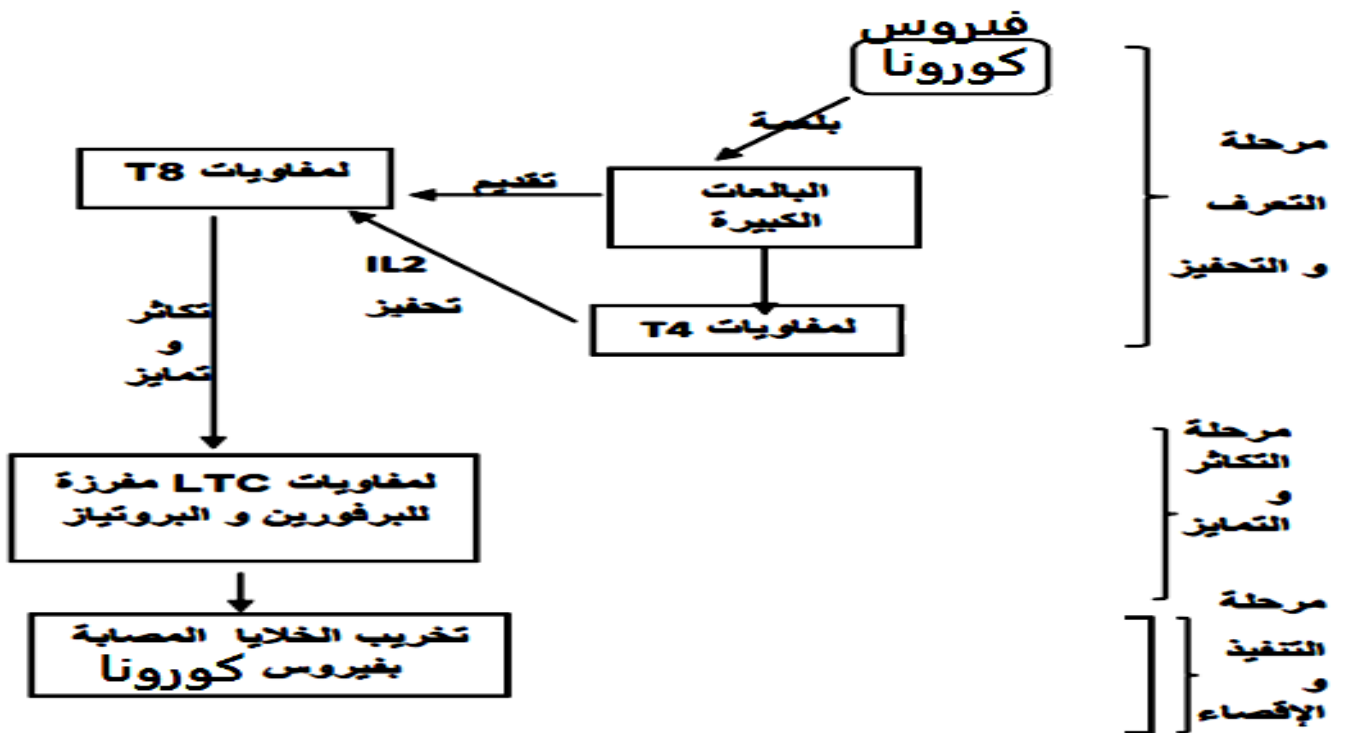 فيروس
كورونا
بلعمة
مرحلة
التعرف
و التحفيز
البالعات
الكبيرة
تقديم
لمفاويات T8
IL2
تحفيز
لمفاويات T4
تكاثر
و
تمايز
مرحلة
التكاثر
و
التمايز
لمفاويات LTC مفرزة
للبرفورين و البروتياز
مرحلة
التنفيذ
و
الإقصاء
تخريب الخلايا المصابة
بفيروس كورونا